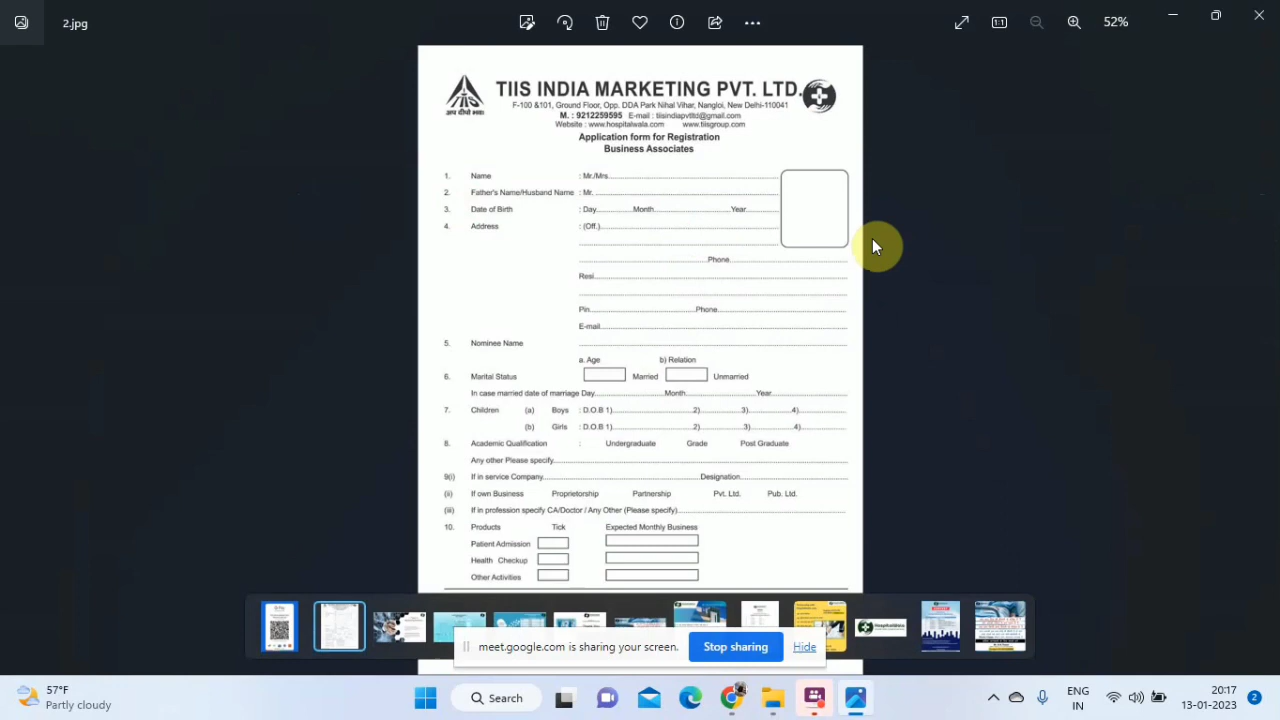 2.jpg
52%
TIIS
आप दीपो भवः
TIIS INDIA MARKETING PVT. LTD.
F-100 &101, Ground Floor, Opp. DDA Park Nihal Vihar, Nangloi, New Delhi-110041
M. : 9212259595 E-mail : tiisindiapvtltd@gmail.com
Website : www.hospitalwala.com www.tiisgroup.com
Application form for Registration
Business Associates
1. Name : Mr./Mrs.
2. Father's Name/Husband Name : Mr.
3. Date of Birth : Day Month Year
4. Address : (Off.)
Phone
Resi
Pin Phone
E-mail
5. Nominee Name
a. Age b) Relation
6. Marital Status Married Unmarried
In case married date of marriage Day Month Year
7. Children (a) Boys : D.O.B 1) 2) 3) 4)
(b) Girls : D.O.B 1) 2) 3) 4)
8. Academic Qualification : Undergraduate Grade Post Graduate
Any other Please specify
9(i) If in service Company Designation
(ii) If own Business Proprietorship Partnership Pvt. Ltd. Pub. Ltd.
(iii) If in profession specify CA/Doctor / Any Other (Please specify)
10. Products Tick Expected Monthly Business
Patient Admission
Health Checkup
Other Activities
HospitalWala
meet.google.com is sharing your screen.
Stop sharing
Hide
57°F
Partly cloudy
Search
ENG
IN
20:11
13-01-2023
2